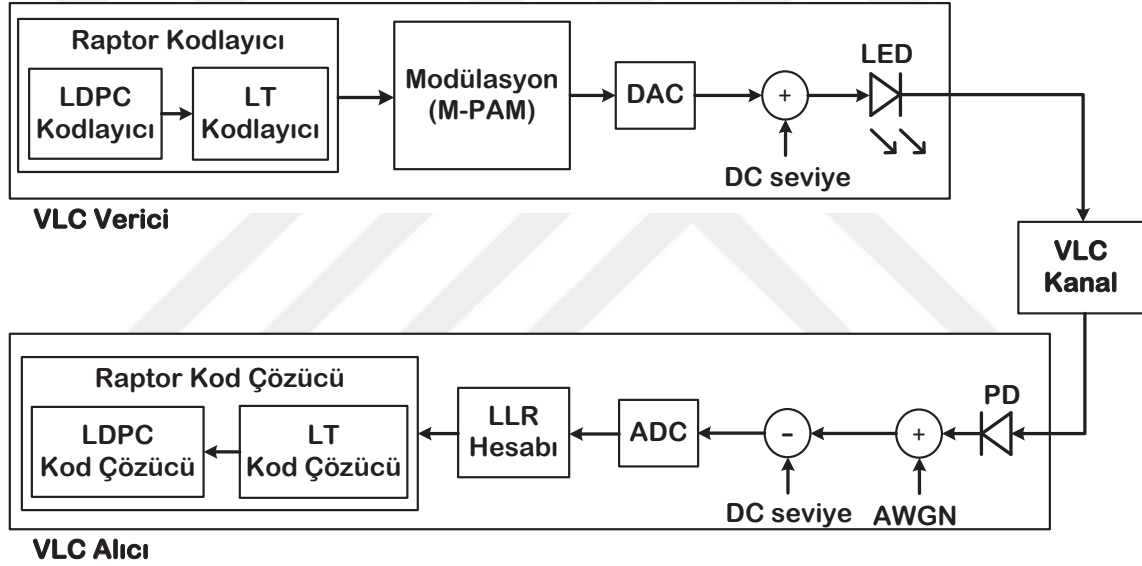 Raptor Kodlayıcı
LDPC
Kodlayıcı
LT
Kodlayıcı
Modülasyon
(M-PAM)
DAC
+
LED
DC seviye
VLC Verici
VLC
Kanal
Raptor Kod Çözücü
LDPC
Kod Çözücü
LT
Kod Çözücü
LLR
Hesabı
ADC
-
+
PD
DC seviye
AWGN
VLC Alıcı